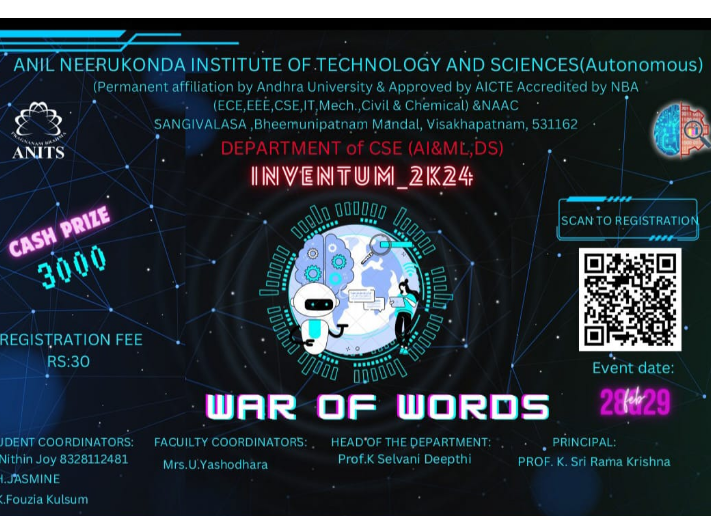 ANIL NEERUKONDA INSTITUTE OF TECHNOLOGY AND SCIENCES(Autonomous)
(Permanent affiliation by Andhra University & Approved by AICTE Accredited by NBA
(ECE,EEE,CSE,IT,Mech.,Civil & Chemical) &NAAC
SANGIVALASA ,Bheemunipatnam Mandal, Visakhapatnam, 531162
ANITS
DEPARTMENT of CSE (AI&ML,DS)
INVENTUM_2K24
CASH PRIZE
3000
SCAN TO REGISTRATION
REGISTRATION FEE
RS:30
Event date:
28 feb 29
WAR OF WORDS
UDENT COORDINATORS:
Nithin Joy 8328112481
H.JASMINE
K.Fouzia Kulsum
FACUILTY COORDINATORS:
Mrs.U.Yashodhara
HEAD OF THE DEPARTMENT:
Prof.K Selvani Deepthi
PRINCIPAL:
PROF. K. Sri Rama Krishna